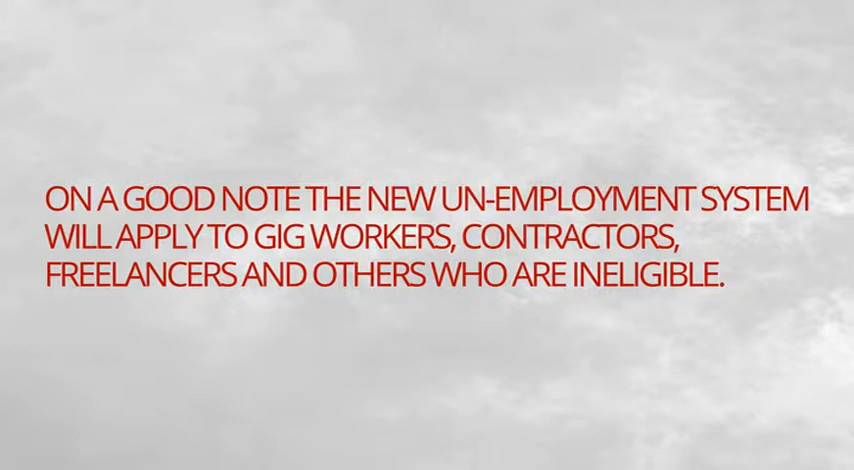 ON A GOOD NOTE THE NEW UN-EMPLOYMENT SYSTEM
WILL APPLY TO GIG WORKERS, CONTRACTORS,
FREELANCERS AND OTHERS WHO ARE INELIGIBLE.